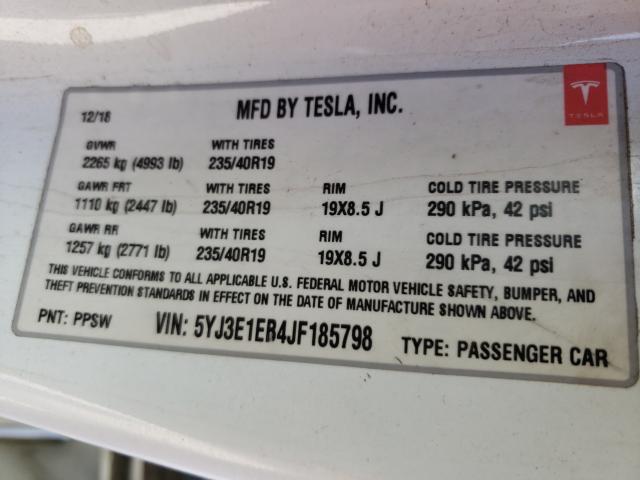 12/18 MFD BY TESLA, INC.
TESLA
GVWR WITH TIRES
2265 kg (4993 lb) 235/40R19
GAWR FRT WITH TIRES RIM COLD TIRE PRESSURE
1110 kg (2447 lb) 235/40R19 19X8.5 J 290 kPa, 42 psi
GAWR RR WITH TIRES RIM COLD TIRE PRESSURE
1257 kg (2771 lb) 235/40R19 19X8.5 J 290 kPa, 42 psi
THIS VEHICLE CONFORMS TO ALL APPLICABLE U.S. FEDERAL MOTOR VEHICLE SAFETY, BUMPER, AND
THEFT PREVENTION STANDARDS IN EFFECT ON THE DATE OF MANUFACTURE SHOWN ABOVE.
PNT: PPSW VIN: 5YJ3E1EB4JF185798 TYPE: PASSENGER CAR